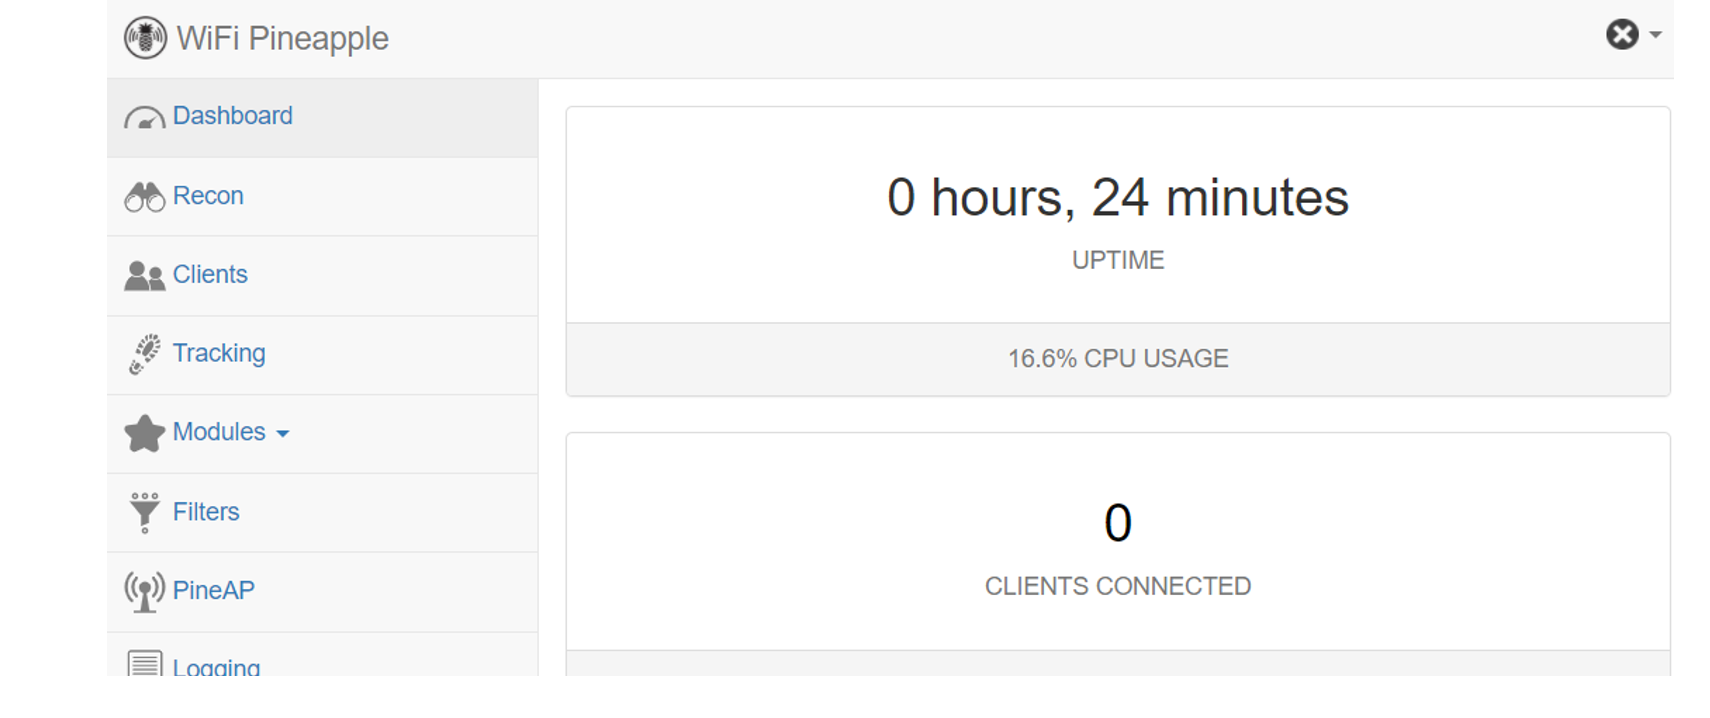 WiFi Pineapple
Dashboard
Recon
Clients
Tracking
Modules
Filters
PineAP
Logging
0 hours, 24 minutes
UPTIME
16.6% CPU USAGE
0
CLIENTS CONNECTED